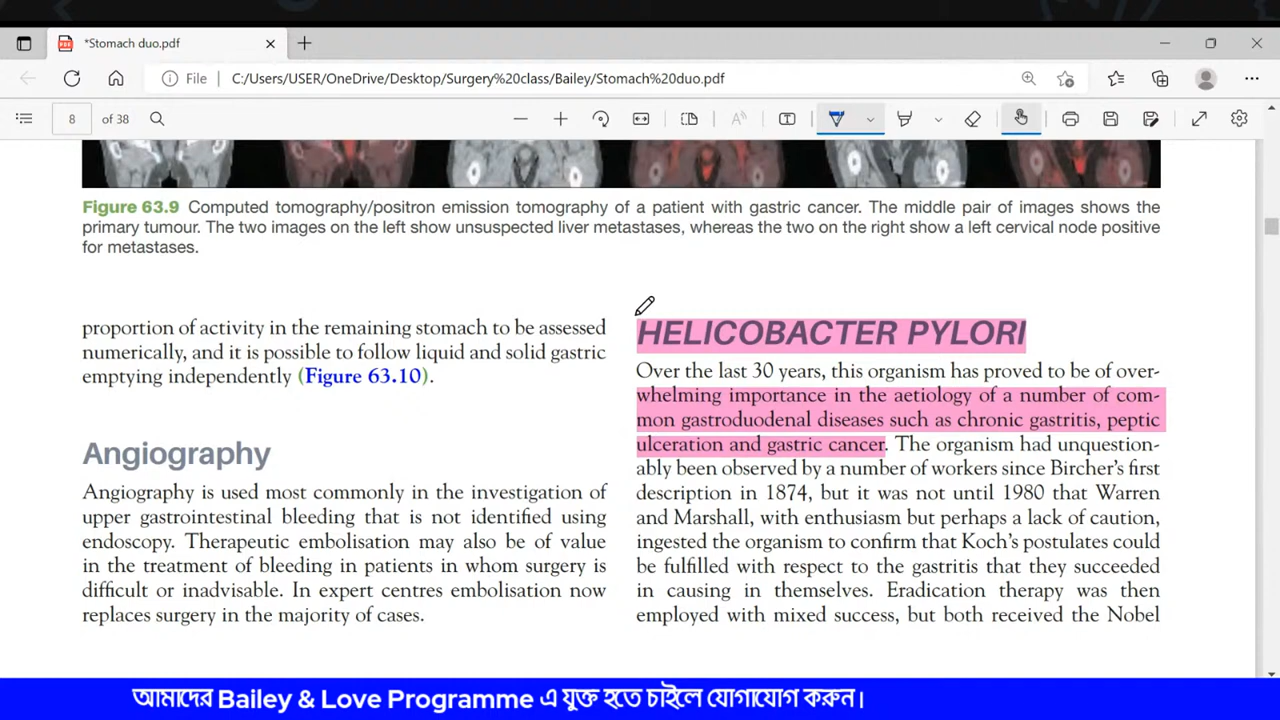 *Stomach duo.pdf
File
C:/Users/USER/OneDrive/Desktop/Surgery%20class/Bailey/Stomach%20duo.pdf
8 of 38
Figure 63.9 Computed tomography/positron emission tomography of a patient with gastric cancer. The middle pair of images shows the
primary tumour. The two images on the left show unsuspected liver metastases, whereas the two on the right show a left cervical node positive
for metastases.
proportion of activity in the remaining stomach to be assessed
numerically, and it is possible to follow liquid and solid gastric
emptying independently (Figure 63.10).
Angiography
Angiography is used most commonly in the investigation of
upper gastrointestinal bleeding that is not identified using
endoscopy. Therapeutic embolisation may also be of value
in the treatment of bleeding in patients in whom surgery is
difficult or inadvisable. In expert centres embolisation now
replaces surgery in the majority of cases.
HELICOBACTER PYLORI
Over the last 30 years, this organism has proved to be of over-
whelming importance in the aetiology of a number of com-
mon gastroduodenal diseases such as chronic gastritis, peptic
ulceration and gastric cancer. The organism had unquestion-
ably been observed by a number of workers since Bircher's first
description in 1874, but it was not until 1980 that Warren
and Marshall, with enthusiasm but perhaps a lack of caution,
ingested the organism to confirm that Koch's postulates could
be fulfilled with respect to the gastritis that they succeeded
in causing in themselves. Eradication therapy was then
employed with mixed success, but both received the Nobel
আমাদের Bailey & Love Programme এ যুক্ত হতে চাইলে যোগাযোগ করুন।